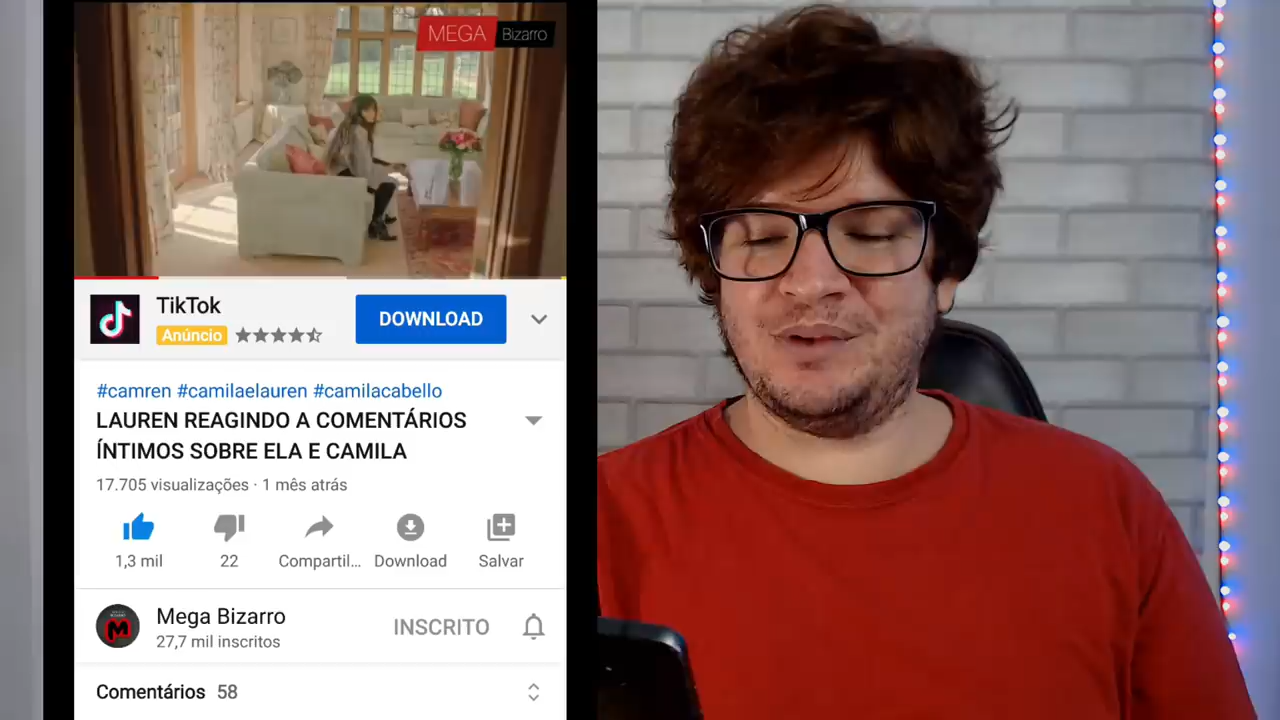 MEGA Bizarro
TikTok
DOWNLOAD
Anúncio
#camren #camilaelauren #camilacabello
LAUREN REAGINDO A COMENTÁRIOS
ÍNTIMOS SOBRE ELA E CAMILA
17.705 visualizações · 1 mês atrás
1,3 mil
22
Compartil...
Download
Salvar
Mega Bizarro
INSCRITO
27,7 mil inscritos
Comentários 58